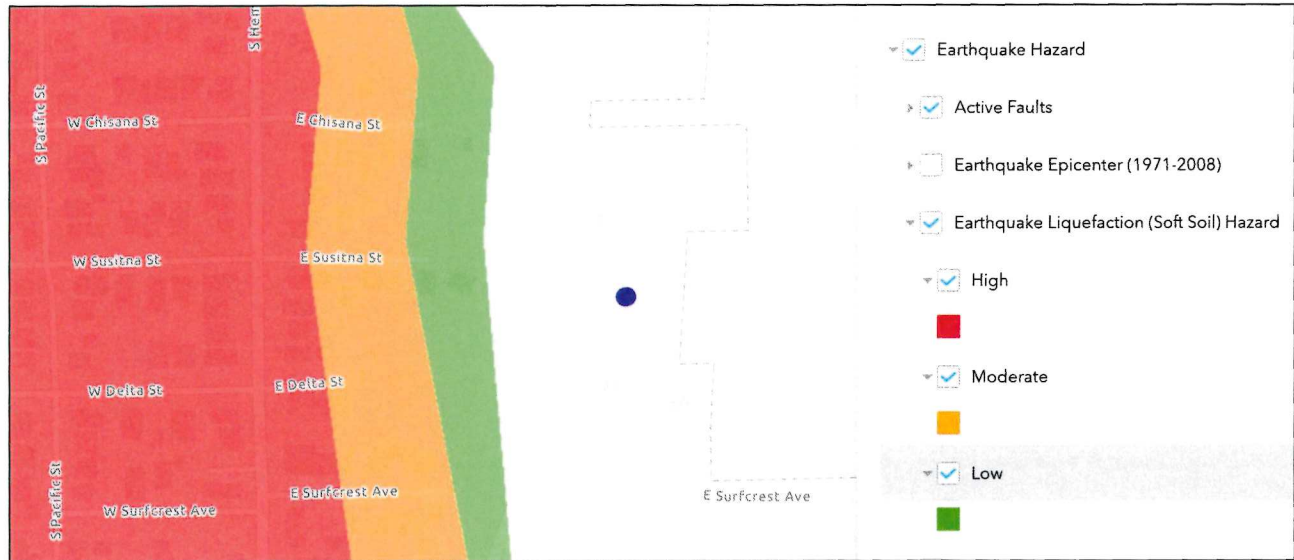 S Hem
S Pacific St
W Chisana St
E Chisana St
W Susitna St
E Susitna St
W Delta St
E Delta St
S Pacific St
W Surfcrest Ave
E Surfcrest Ave
E Surfcrest Ave
Earthquake Hazard
Active Faults
Earthquake Epicenter (1971-2008)
Earthquake Liquefaction (Soft Soil) Hazard
High
Moderate
Low